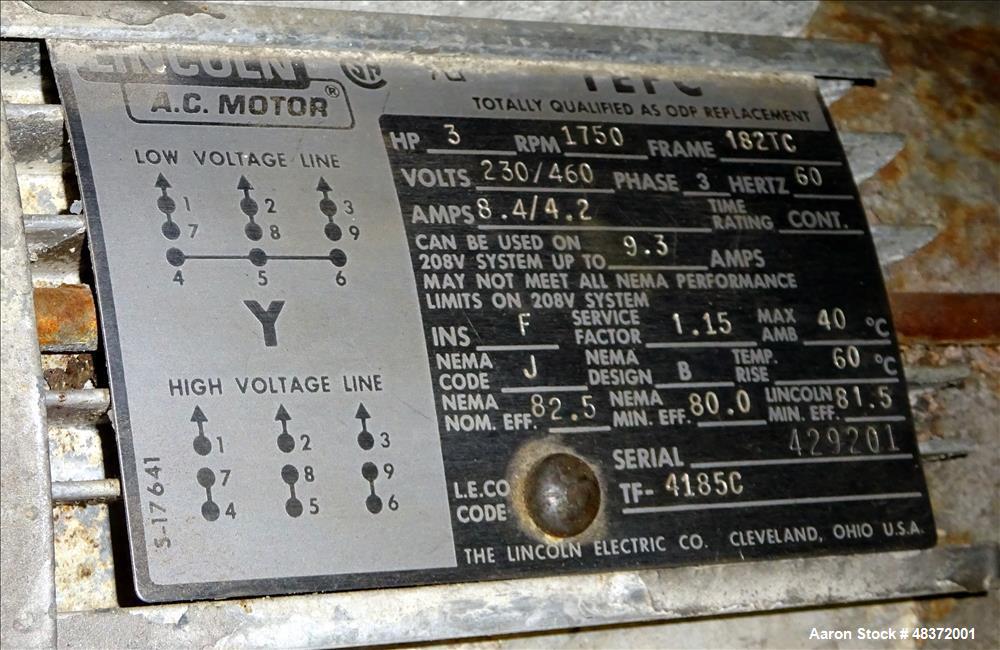 LINCOLN
A.C. MOTOR ®
LOW VOLTAGE LINE
1 2 3
7 8 9
4 5 6
Y
HIGH VOLTAGE LINE
1 2 3
7 8 9
4 5 6
S-17641
TEFC
TOTALLY QUALIFIED AS ODP REPLACEMENT
HP 3 RPM 1750 FRAME 182TC
VOLTS 230/460 PHASE 3 HERTZ 60
AMPS 8.4/4.2 TIME RATING CONT.
CAN BE USED ON
208V SYSTEM UP TO 9.3 AMPS
MAY NOT MEET ALL NEMA PERFORMANCE
LIMITS ON 208V SYSTEM
INS F SERVICE FACTOR 1.15 MAX AMB 40 °C
NEMA CODE J NEMA DESIGN B TEMP. RISE 60 °C
NEMA NOM. EFF. 82.5 NEMA MIN. EFF. 80.0 LINCOLN MIN. EFF. 81.5
SERIAL 429201
L.E.CO CODE TF- 4185C
THE LINCOLN ELECTRIC CO. CLEVELAND, OHIO U.S.A.
Aaron Stock # 48372001